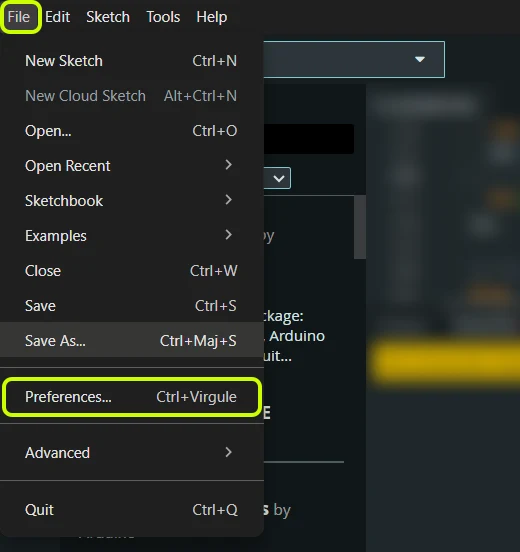 File Edit Sketch Tools Help
New Sketch Ctrl+N
New Cloud Sketch Alt+Ctrl+N
Open... Ctrl+O
Open Recent
Sketchbook
Examples
by
Close Ctrl+W
Save Ctrl+S
ckage:
Save As... Ctrl+Maj+S
Arduino
uit...
Preferences... Ctrl+Virgule
E
Advanced
Quit Ctrl+Q
s by